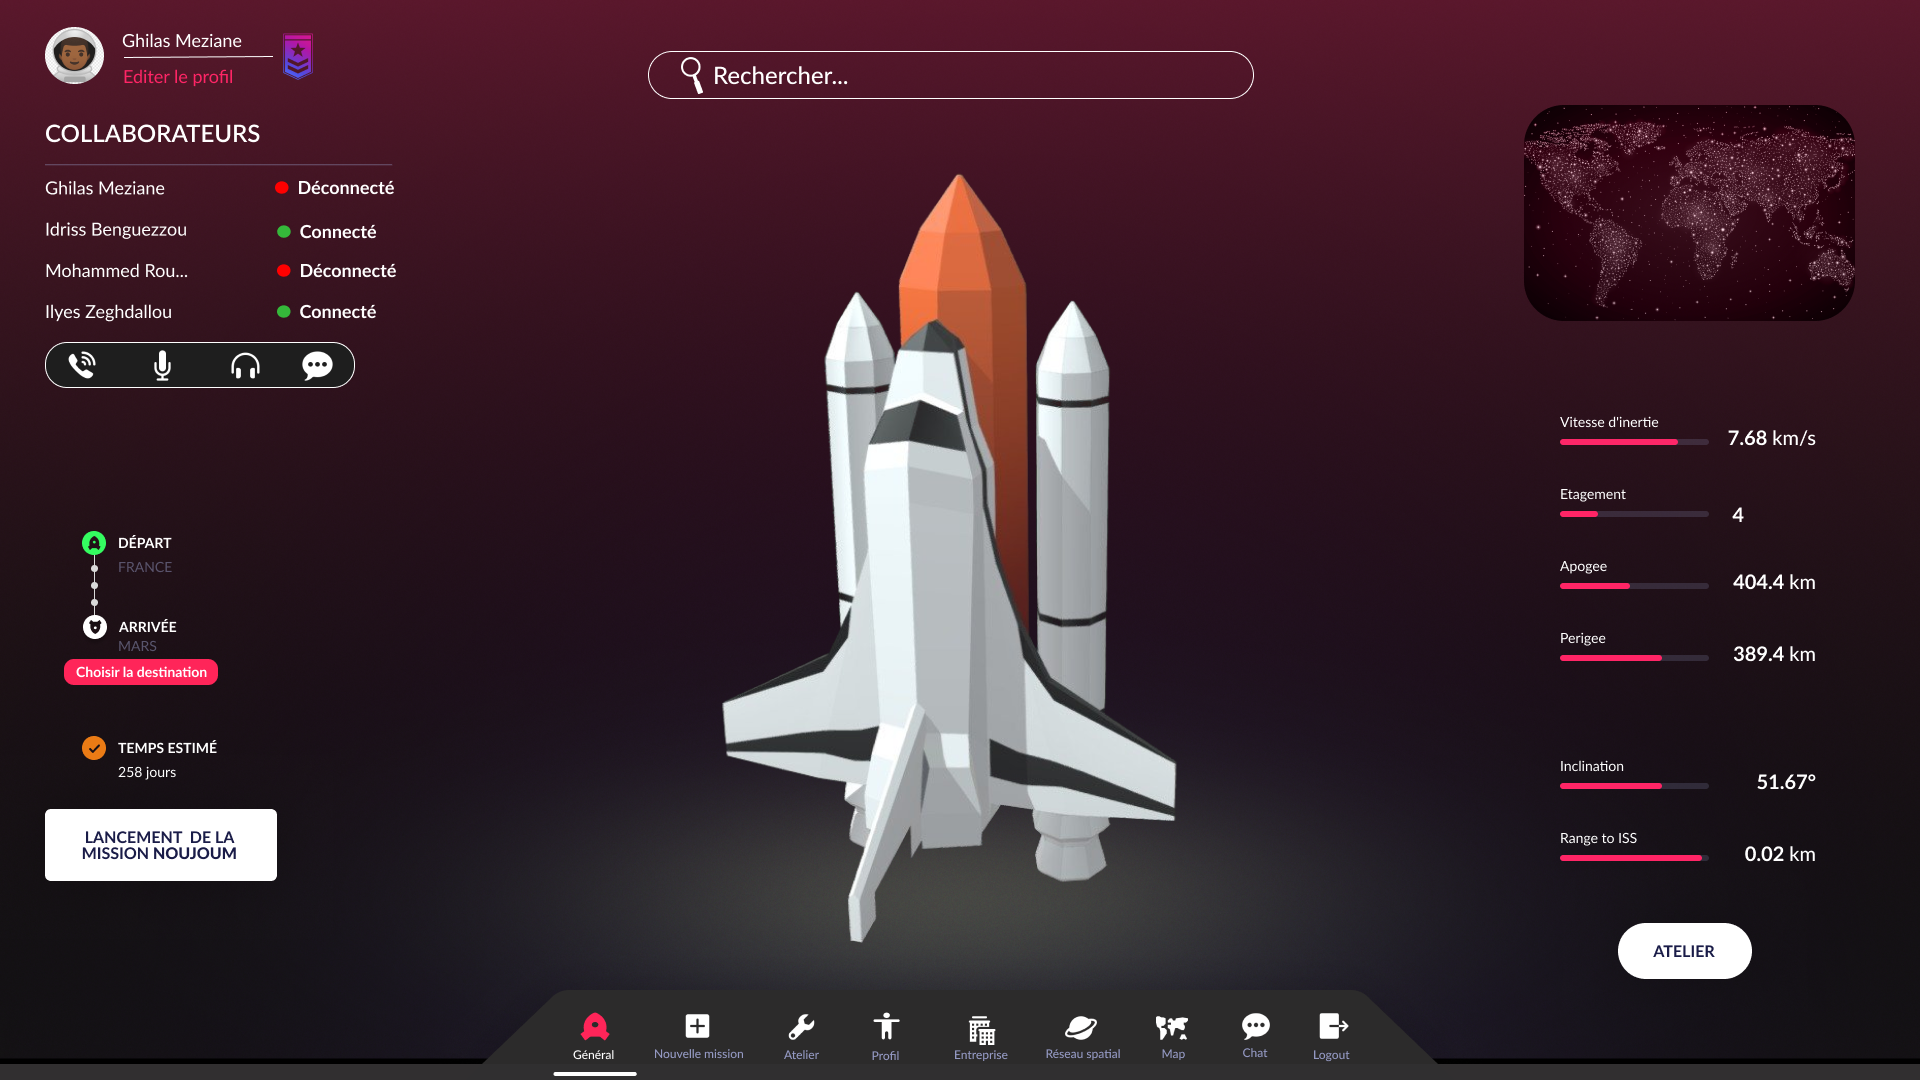 Ghilas Meziane
Editer le profil
Rechercher...
COLLABORATEURS
Ghilas Meziane Déconnecté
Idriss Benguezzou Connecté
Mohammed Rou... Déconnecté
Ilyes Zeghdallou Connecté
Vitesse d'inertie
7.68 km/s
Etagement
4
Apogee
404.4 km
Perigee
389.4 km
Inclination
51.67°
Range to ISS
0.02 km
DÉPART
FRANCE
ARRIVÉE
MARS
Choisir la destination
TEMPS ESTIMÉ
258 jours
LANCEMENT DE LA
MISSION NOUJOUM
ATELIER
Général
Nouvelle mission
Atelier
Profil
Entreprise
Réseau spatial
Map
Chat
Logout